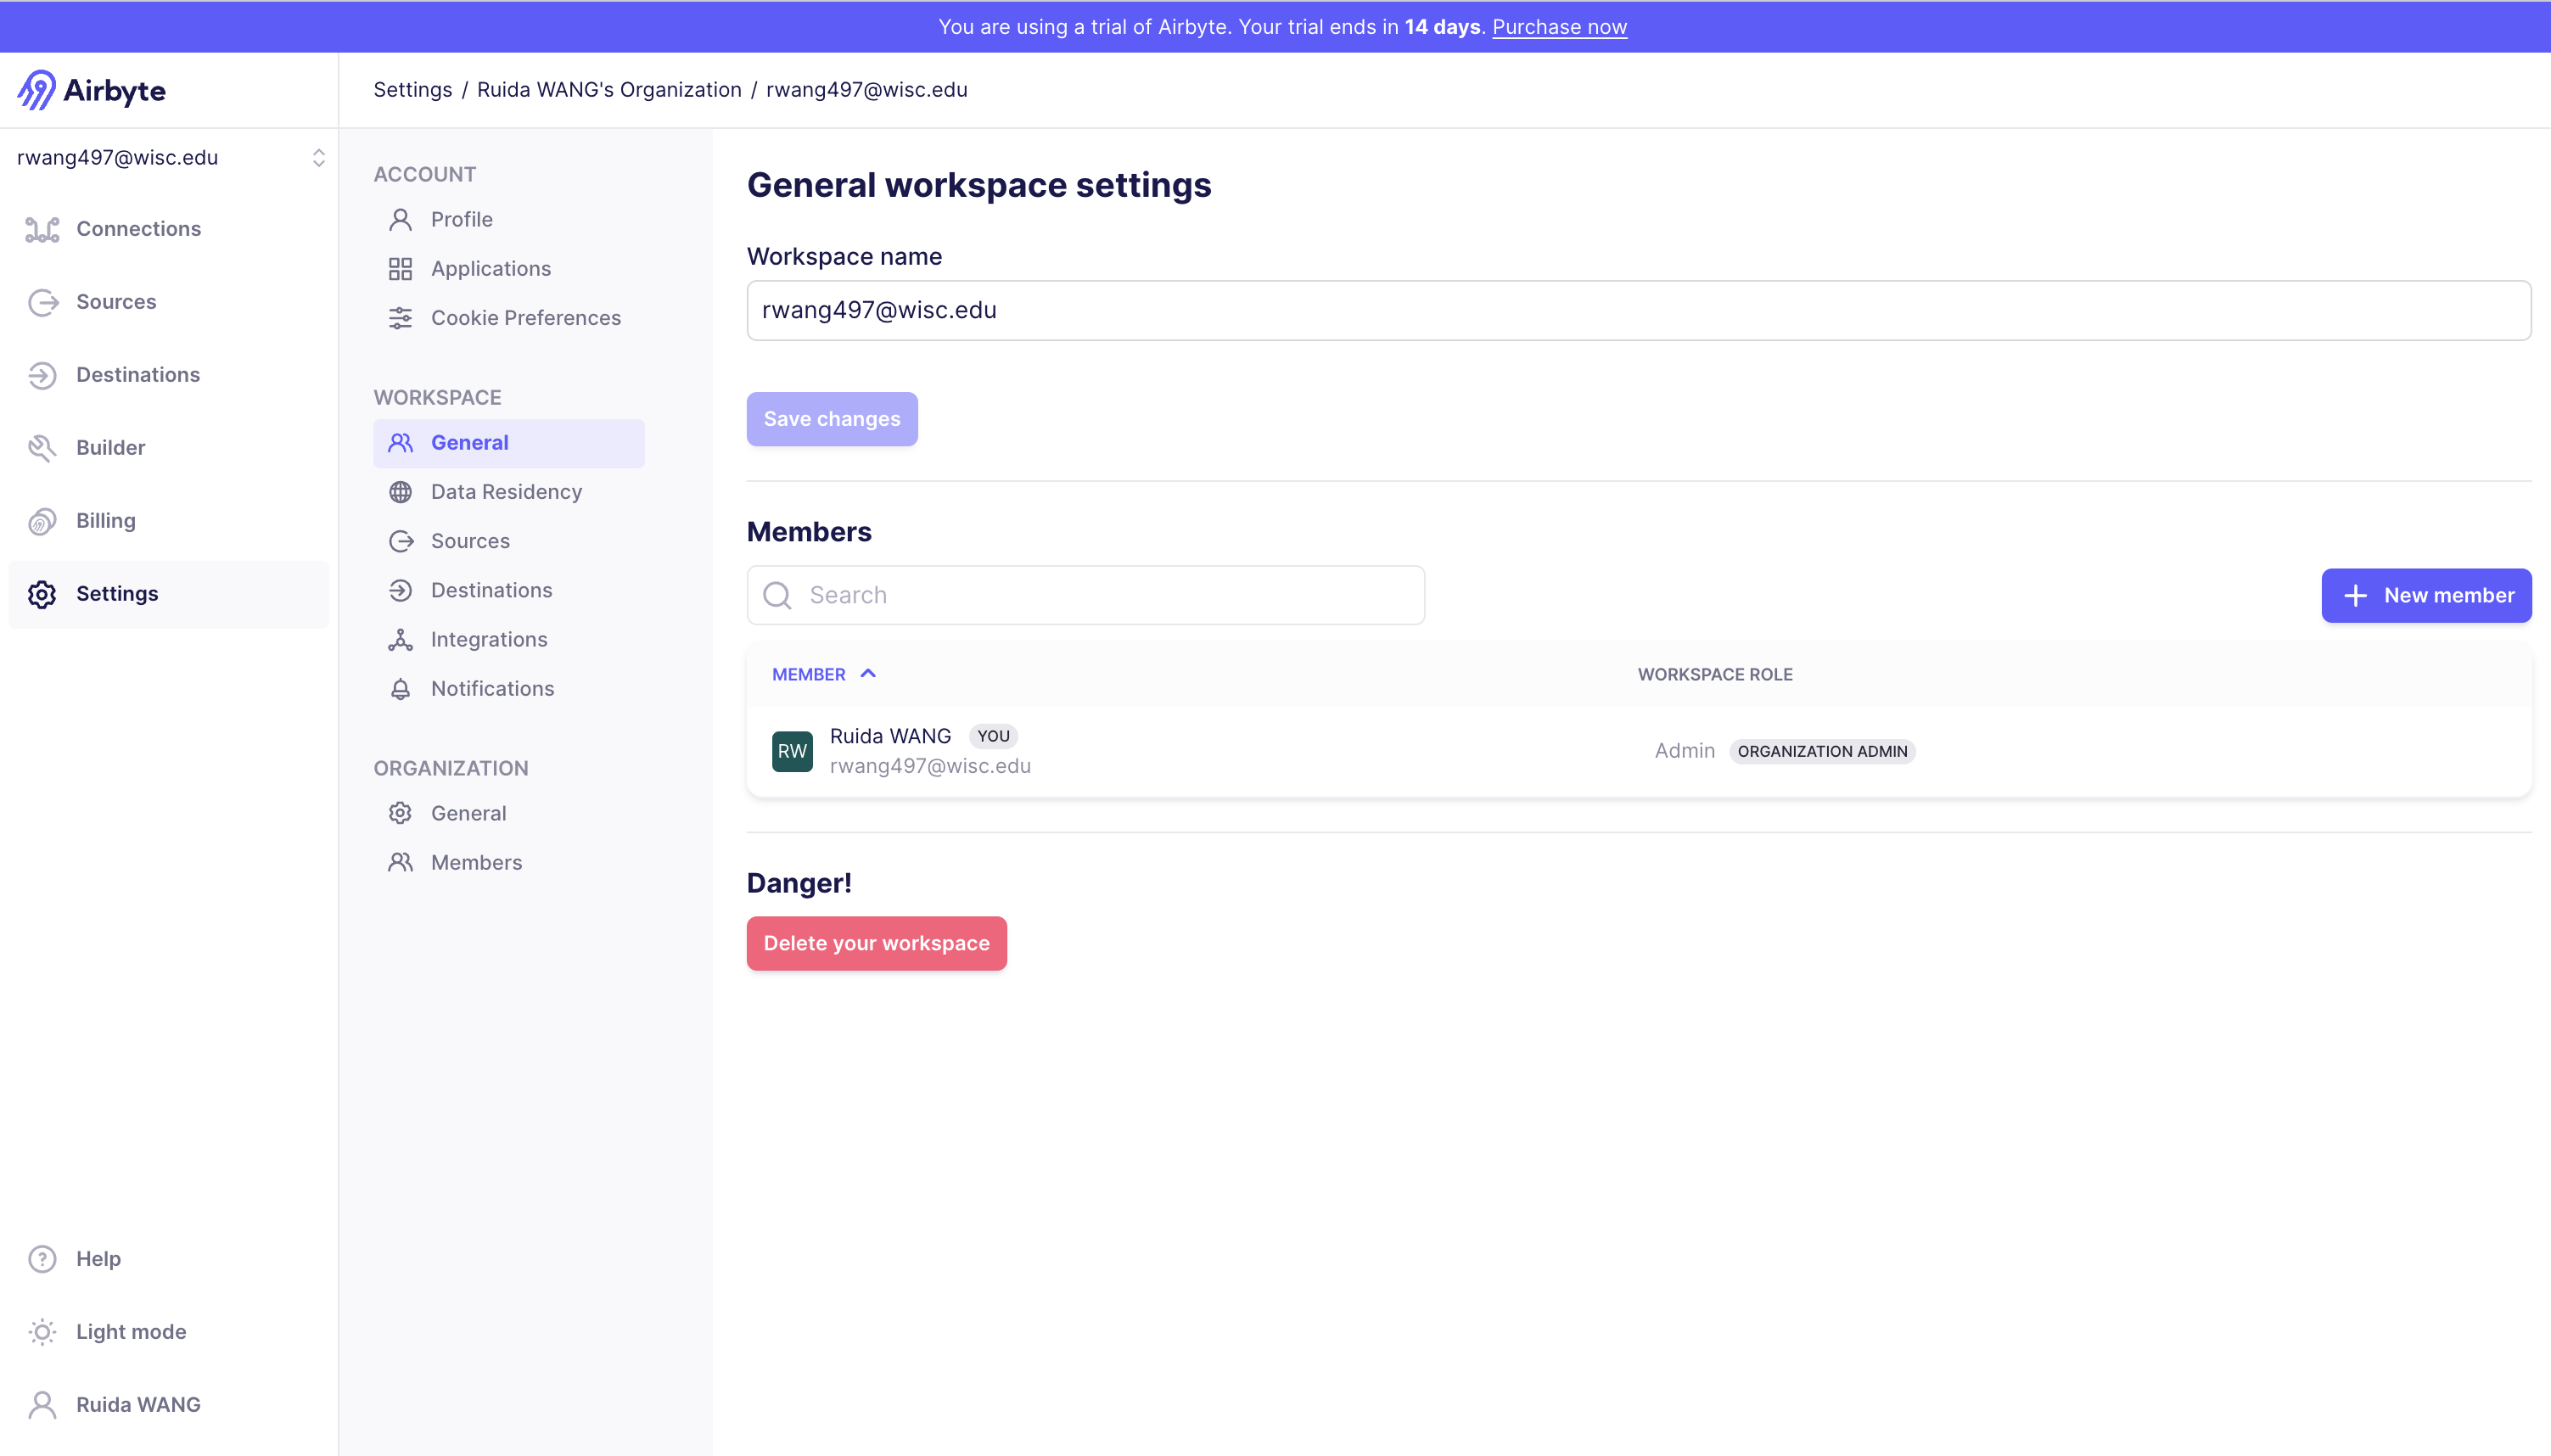 You are using a trial of Airbyte. Your trial ends in 14 days. Purchase now
Airbyte
Settings / Ruida WANG's Organization / rwang497@wisc.edu
rwang497@wisc.edu
Connections
Sources
Destinations
Builder
Billing
Settings
Help
Light mode
Ruida WANG
ACCOUNT
Profile
Applications
Cookie Preferences
WORKSPACE
General
Data Residency
Sources
Destinations
Integrations
Notifications
ORGANIZATION
General
Members
General workspace settings
Workspace name
rwang497@wisc.edu
Save changes
Members
Search
New member
MEMBER
WORKSPACE ROLE
RW
Ruida WANG YOU
rwang497@wisc.edu
Admin ORGANIZATION ADMIN
Danger!
Delete your workspace